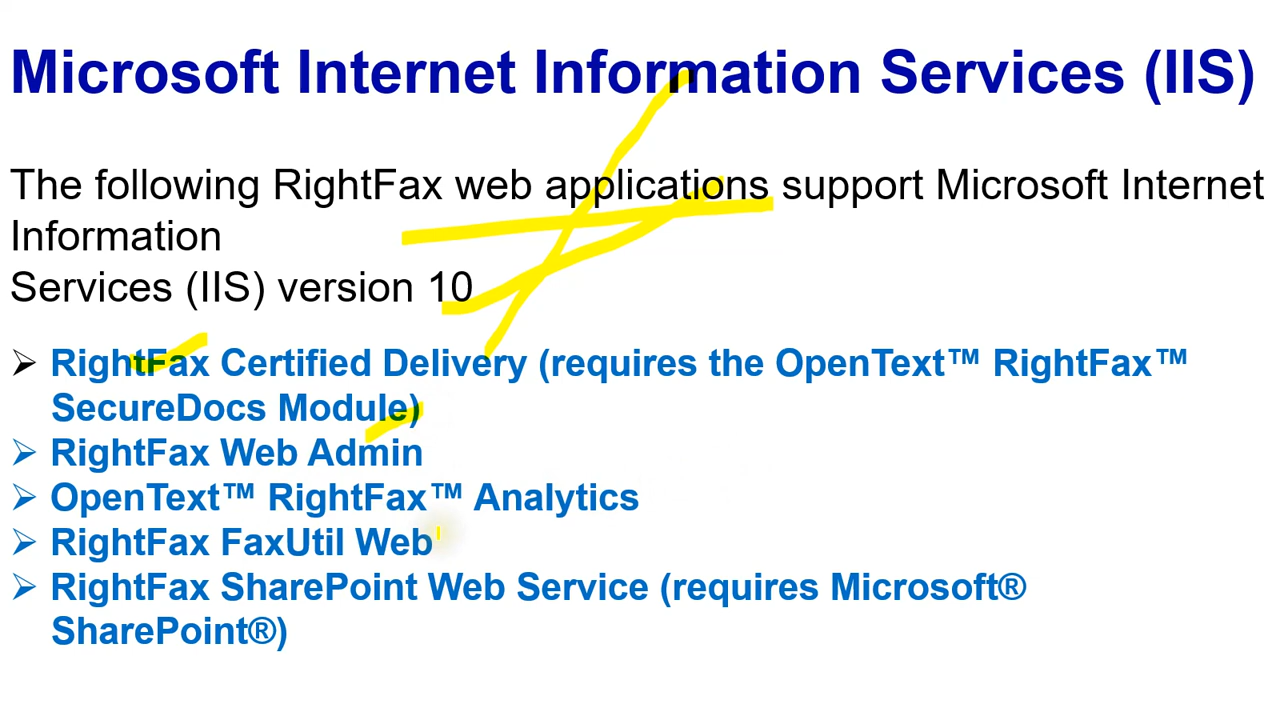 Microsoft Internet Information Services (IIS)
The following RightFax web applications support Microsoft Internet
Information
Services (IIS) version 10
➢ RightFax Certified Delivery (requires the OpenText™ RightFax™
SecureDocs Module)
➢ RightFax Web Admin
➢ OpenText™ RightFax™ Analytics
➢ RightFax FaxUtil Web
➢ RightFax SharePoint Web Service (requires Microsoft®
SharePoint®)